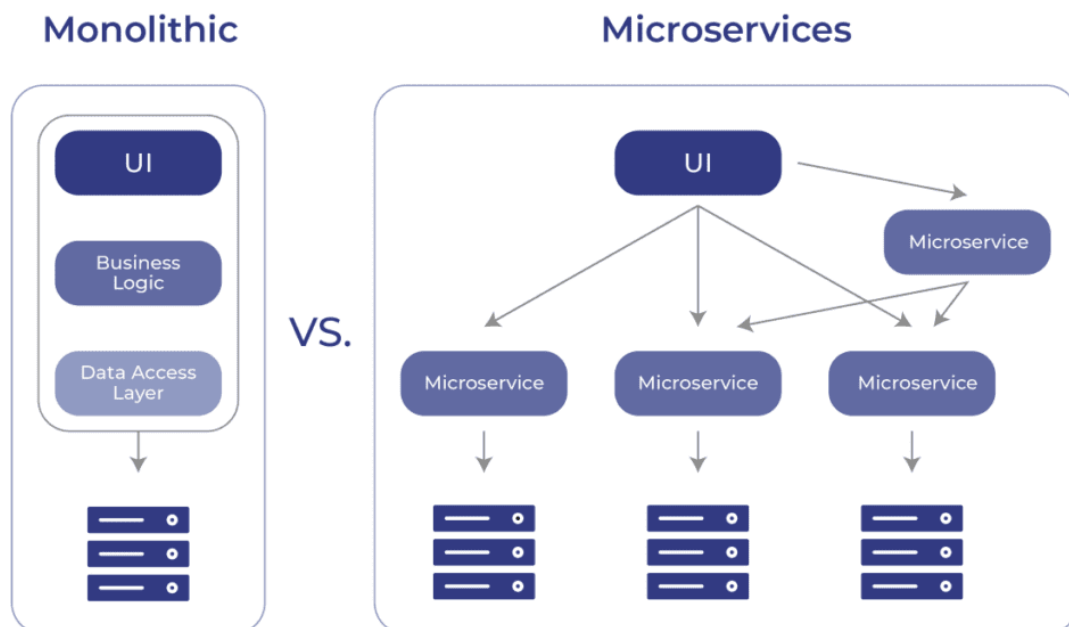 Monolithic
Microservices
UI
Business
Logic
Data Access
Layer
VS.
UI
Microservice
Microservice
Microservice
Microservice